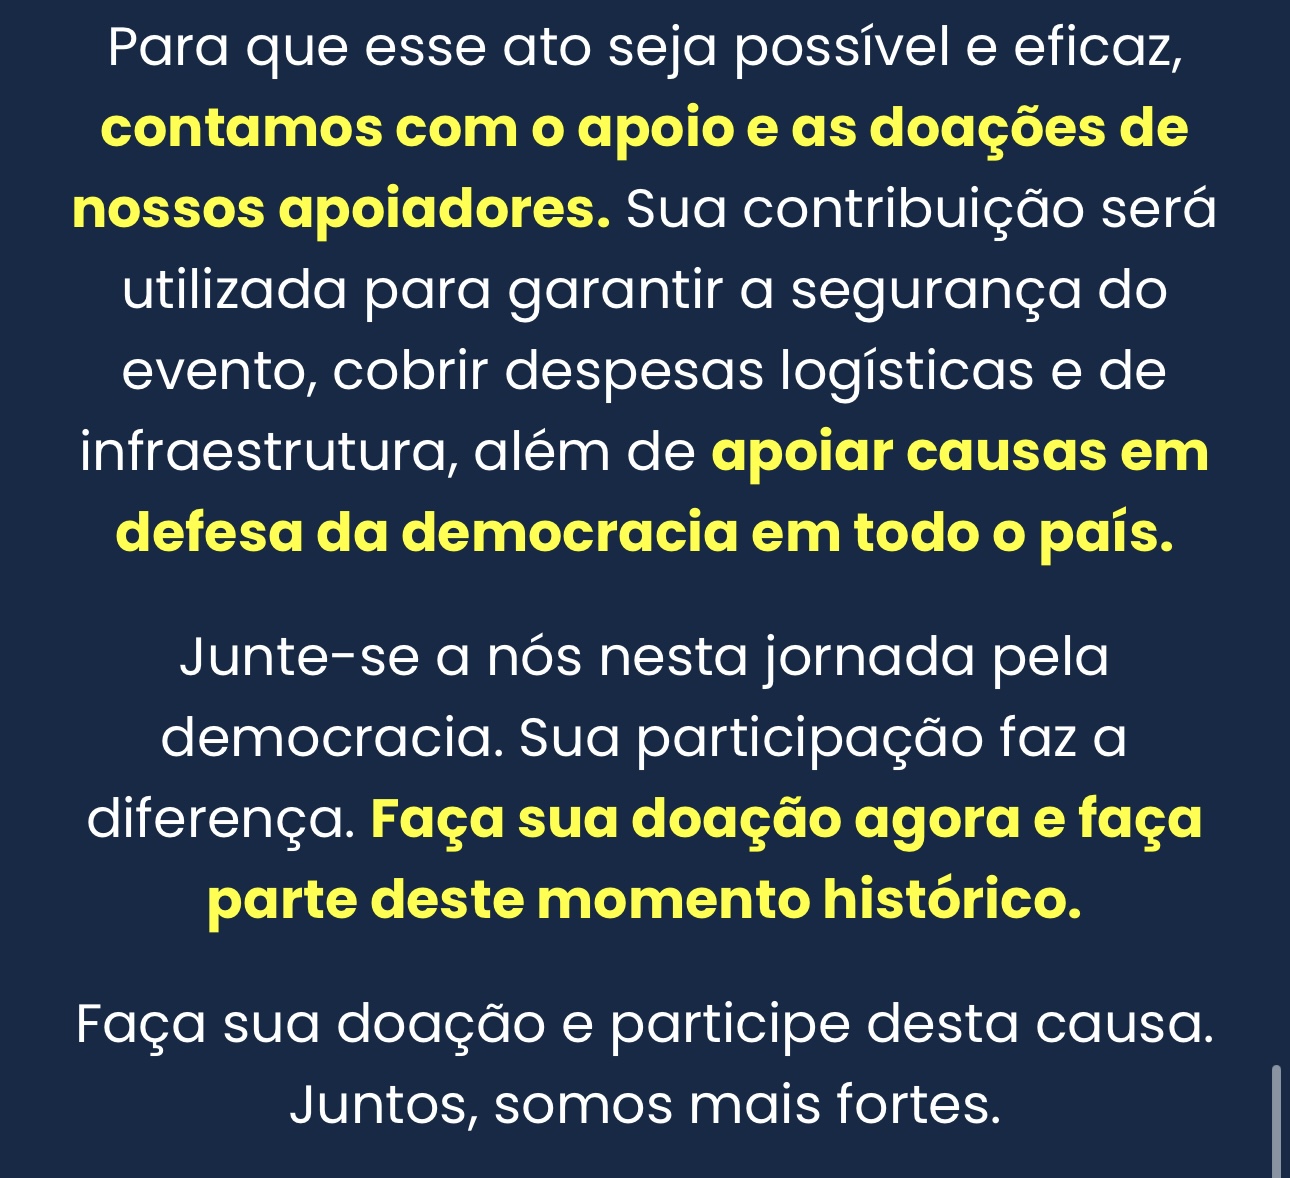 Para que esse ato seja possível e eficaz,
contamos com o apoio e as doações de
nossos apoiadores. Sua contribuição será
utilizada para garantir a segurança do
evento, cobrir despesas logísticas e de
infraestrutura, além de apoiar causas em
defesa da democracia em todo o país.
Junte-se a nós nesta jornada pela
democracia. Sua participação faz a
diferença. Faça sua doação agora e faça
parte deste momento histórico.
Faça sua doação e participe desta causa.
Juntos, somos mais fortes.